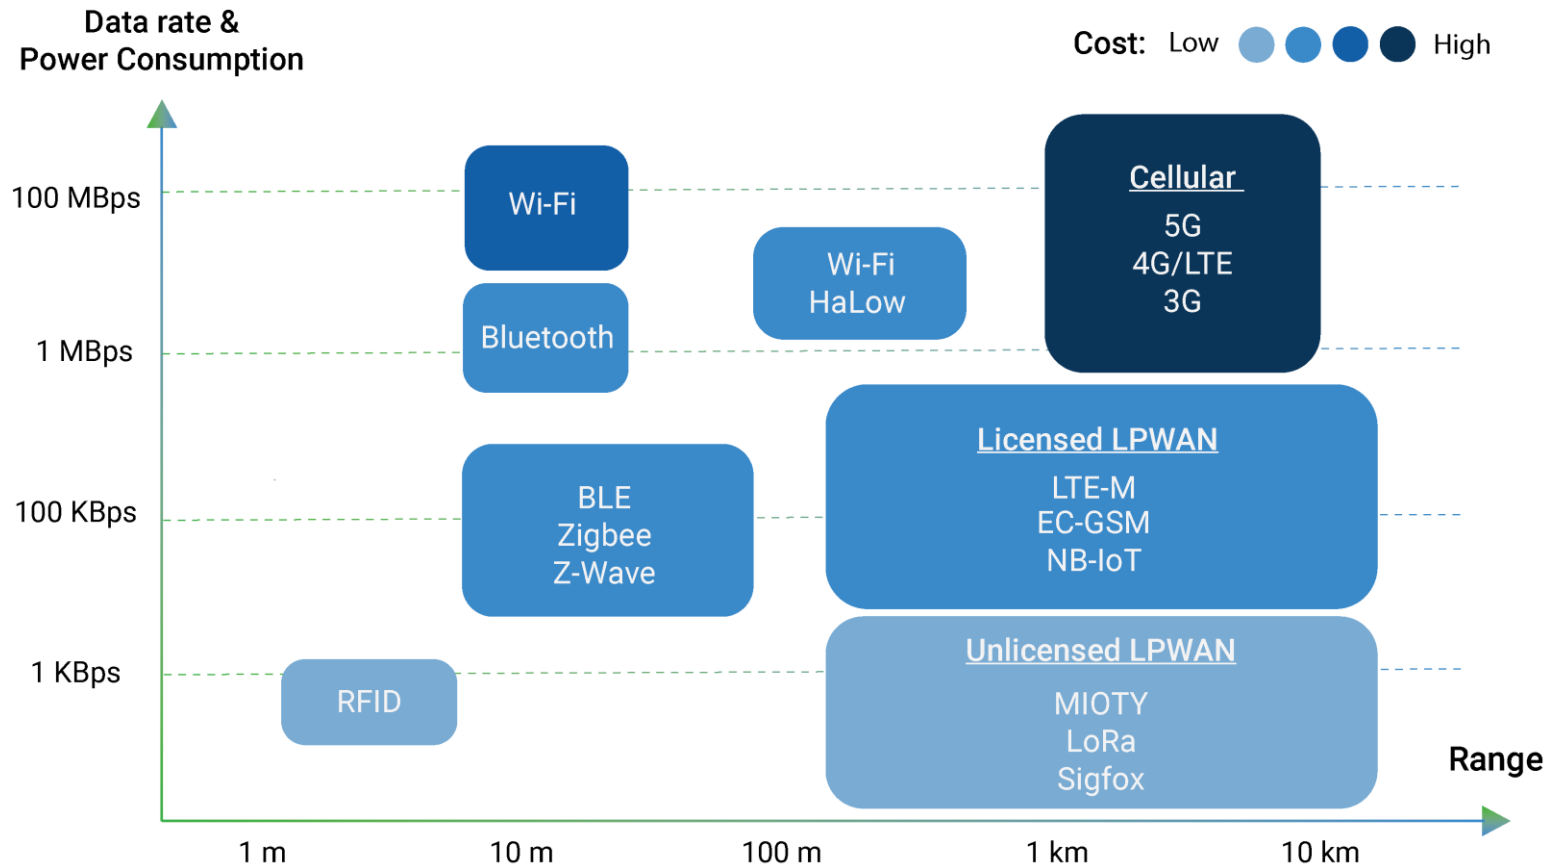 Data rate &
Power Consumption
Cost: Low High
100 MBps
1 MBps
100 KBps
1 KBps
Wi-Fi
Bluetooth
Wi-Fi
HaLow
Cellular
5G
4G/LTE
3G
BLE
Zigbee
Z-Wave
Licensed LPWAN
LTE-M
EC-GSM
NB-IoT
RFID
Unlicensed LPWAN
MIOTY
LoRa
Sigfox
Range
1 m 10 m 100 m 1 km 10 km